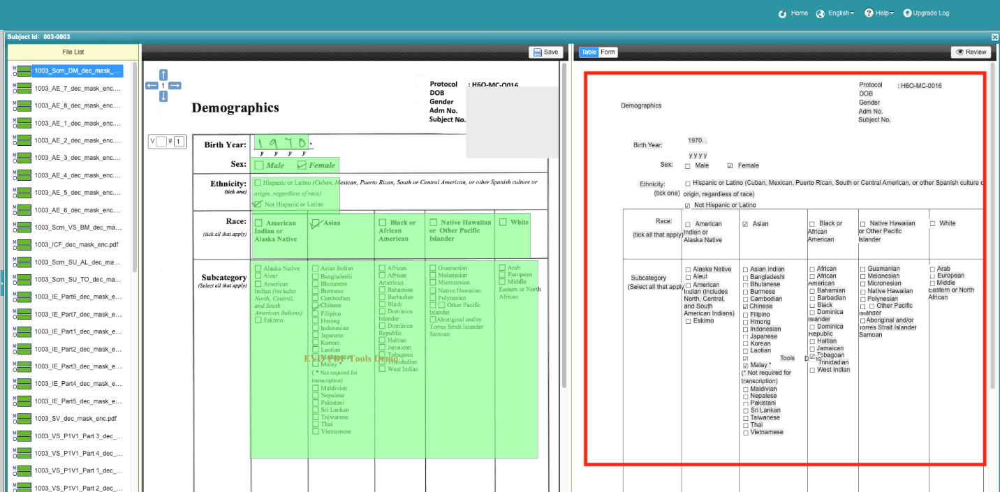 Home English Help Upgrade Log
Subject Id: 003-0003
File List
1003_Scrn_DM_dec_mask_...
1003_AE_7_dec_mask_enc....
1003_AE_8_dec_mask_enc....
1003_AE_1_dec_mask_enc....
1003_AE_2_dec_mask_enc....
1003_AE_3_dec_mask_enc....
1003_AE_4_dec_mask_enc....
1003_AE_5_dec_mask_enc....
1003_AE_6_dec_mask_enc....
1003_Scrn_VS_BM_dec_ma...
1003_ICF_dec_mask_enc.pdf
1003_Scrn_SU_AL_dec_ma...
1003_Scrn_SU_TO_dec_ma...
1003_IE_Part6_dec_mask_e...
1003_IE_Part7_dec_mask_e...
1003_IE_Part1_dec_mask_e...
1003_IE_Part2_dec_mask_e...
1003_IE_Part3_dec_mask_e...
1003_IE_Part4_dec_mask_e...
1003_IE_Part5_dec_mask_e...
1003_SV_dec_mask_enc.pdf
1003_VS_P1V1_Part 3_dec_...
1003_VS_P1V1_Part 4_dec_...
1003_VS_P1V1_Part 1_dec_...
1003_VS_P1V1_Part 2_dec_...
Save
1
V # 1
Protocol : H6O-MC-O016
DOB
Gender
Adm No.
Subject No.
Demographics
Birth Year: 1970
y y y y
Sex: Male Female
Ethnicity: Hispanic or Latino (Cuban, Mexican, Puerto Rican, South or Central American, or other Spanish culture or
(tick one) origin, regardless of race)
Not Hispanic or Latino
Race:
(tick all that apply)
American
Indian or
Alaska Native
Asian
Black or
African
American
Native Hawaiian
or Other Pacific
Islander
White
Subcategory
(Select all that apply)
Alaska Native
Aleut
American
Indian (includes
North, Central,
and South
American Indians)
Eskimo
Asian Indian
Bangladeshi
Bhutanese
Burmese
Cambodian
Chinese
Filipino
Hmong
Indonesian
Japanese
Korean
Laotian
EVO PDF Tools Demo
Malay *
( * Not required for
transcription)
Maldivian
Nepalese
Pakistani
Sri Lankan
Taiwanese
Thai
Vietnamese
African
African
American
Bahamian
Barbadian
Black
Dominica
Islander
Dominica
Republic
Haitian
Jamaican
Tobagoan
Trinidadian
West Indian
Guamanian
Melanesian
Micronesian
Native Hawaiian
Polynesian
Other Pacific
Islander
Aboriginal and/or
Torres Strait Islander
Samoan
Arab
European
Middle
Eastern or North
African
Table Form
Review
Protocol : H6O-MC-0016
DOB
Gender
Adm No.
Subject No.
Demographics
Birth Year: 1970. .
y y y y
Sex: Male Female
Ethnicity: Hispanic or Latino (Cuban, Mexican, Puerto Rican, South or Central American, or other Spanish culture o
(tick one) origin, regardless of race)
Not Hispanic or Latino
Race:
(tick all that apply)
American
Indian or
Alaska Native
Asian
Black or
African
American
Native Hawaiian
or Other Pacific
Islander
White
Subcategory
(Select all that apply
Alaska Native
Aleut
American
Indian (includes
North, Central,
and South
American Indians)
Eskimo
Asian Indian
Bangladeshi
Bhutanese
Burmese
Cambodian
Chinese
Filipino
Hmong
Indonesian
Japanese
Korean
Laotian
Tools
Malay *
(* Not required for
transcription)
Maldivian
Nepalese
Pakistani
Sri Lankan
Taiwanese
Thai
Vietnamese
African
African
American
Bahamian
Barbadian
Black
Dominica
Islander
Dominica
Republic
Haitian
Jamaican
Tobagoan
Trinidadian
West Indian
Guamanian
Melanesian
Micronesian
Native Hawaiian
Polynesian
Other Pacific
Islander
Aboriginal and/or
Torres Strait Islander
Samoan
Arab
European
Middle
Eastern or North
African